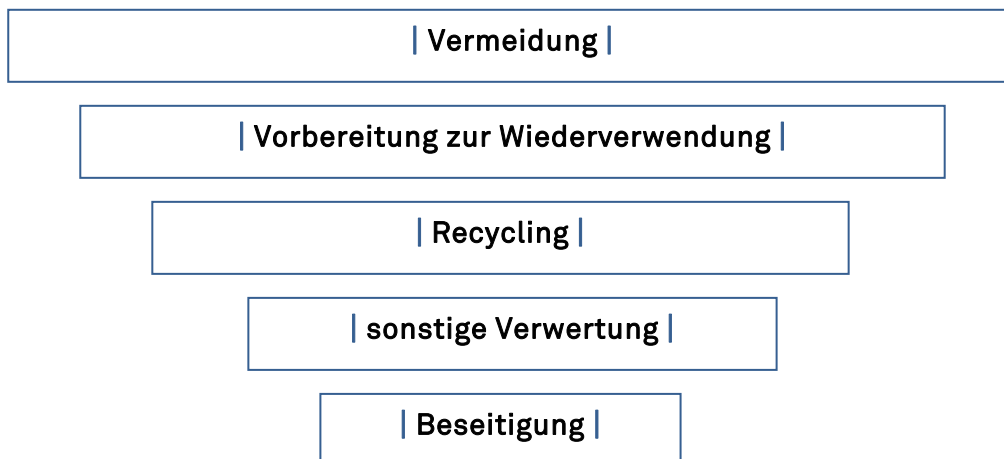 | Vermeidung |
| Vorbereitung zur Wiederverwendung |
| Recycling |
| sonstige Verwertung |
| Beseitigung |